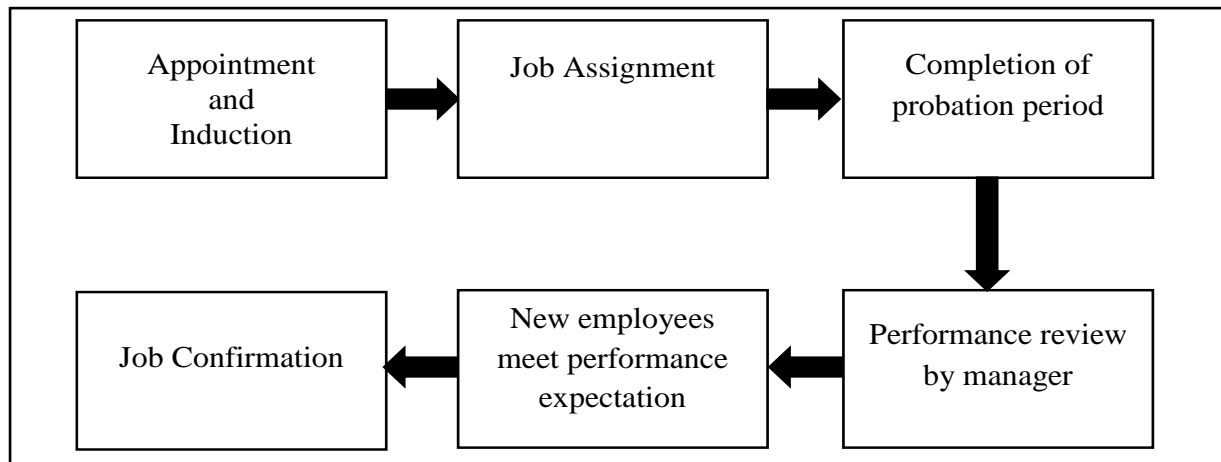 Appointment
and
Induction
Job Assignment
Completion of
probation period
Performance review
by manager
New employees
meet performance
expectation
Job Confirmation